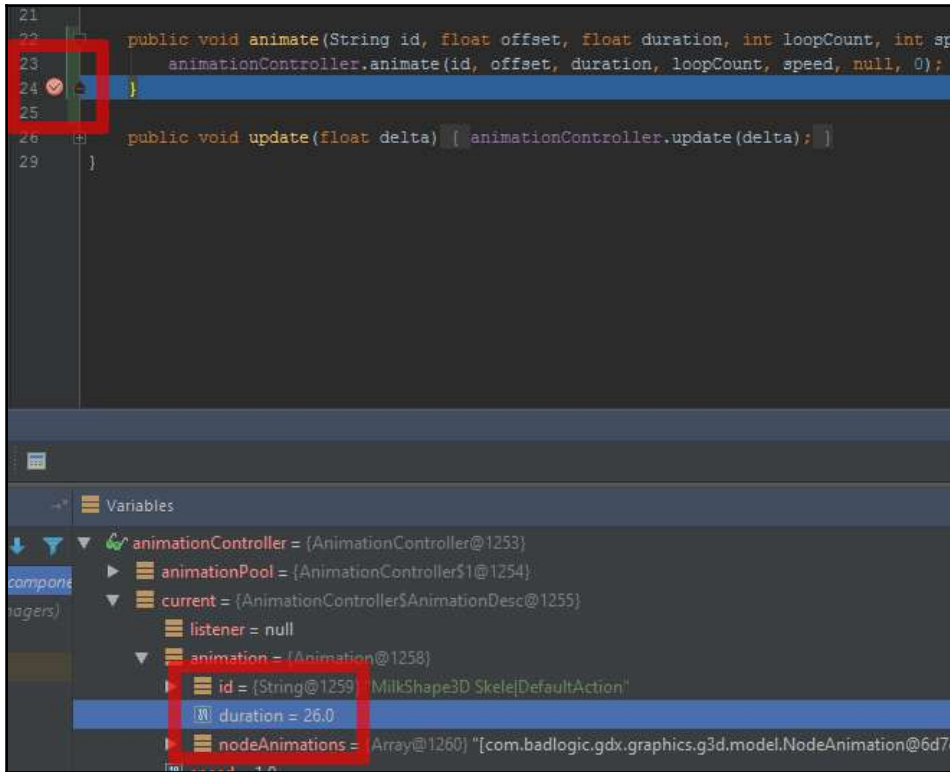 21
22 public void animate(String id, float offset, float duration, int loopCount, int sp
23 animationController.animate(id, offset, duration, loopCount, speed, null, 0);
24 }
25
26 public void update(float delta) { animationController.update(delta); }
29 }
Variables
animationController = {AnimationController@1253}
animationPool = {AnimationController$1@1254}
compone
current = {AnimationController$AnimationDesc@1255}
nagers)
listener = null
animation = {Animation@1258}
id = {String@1259} "MilkShape3D Skele|DefaultAction"
duration = 26.0
nodeAnimations = {Array@1260} "[com.badlogic.gdx.graphics.g3d.model.NodeAnimation@6d7